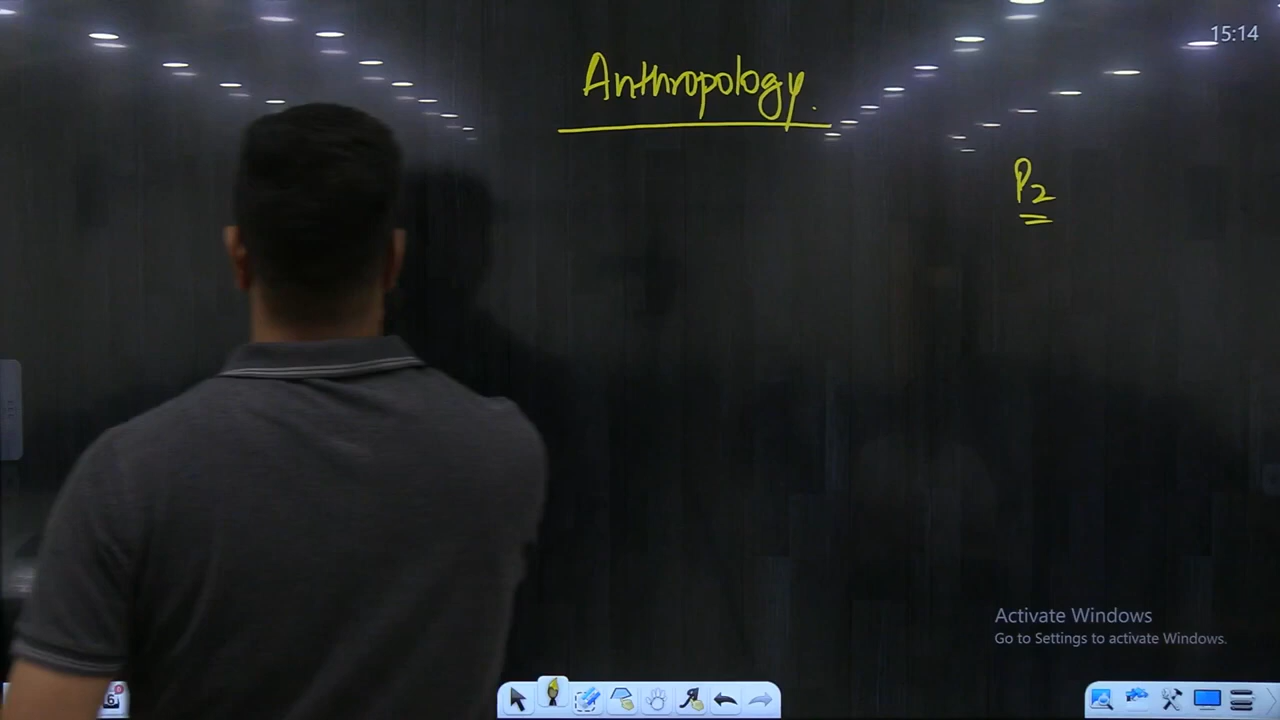 15:14
Anthropology.
P2
Activate Windows
Go to Settings to activate Windows.